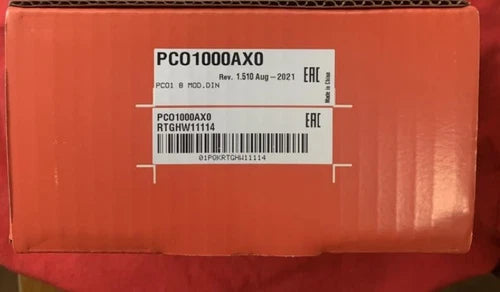 PCO1000AX0
Rev. 1.510 Aug-2021
EAC
Made in China
PCO1 8 MOD.DIN
PCO1000AX0
RTGHW11114
EAC
01P0KRTGHW11114